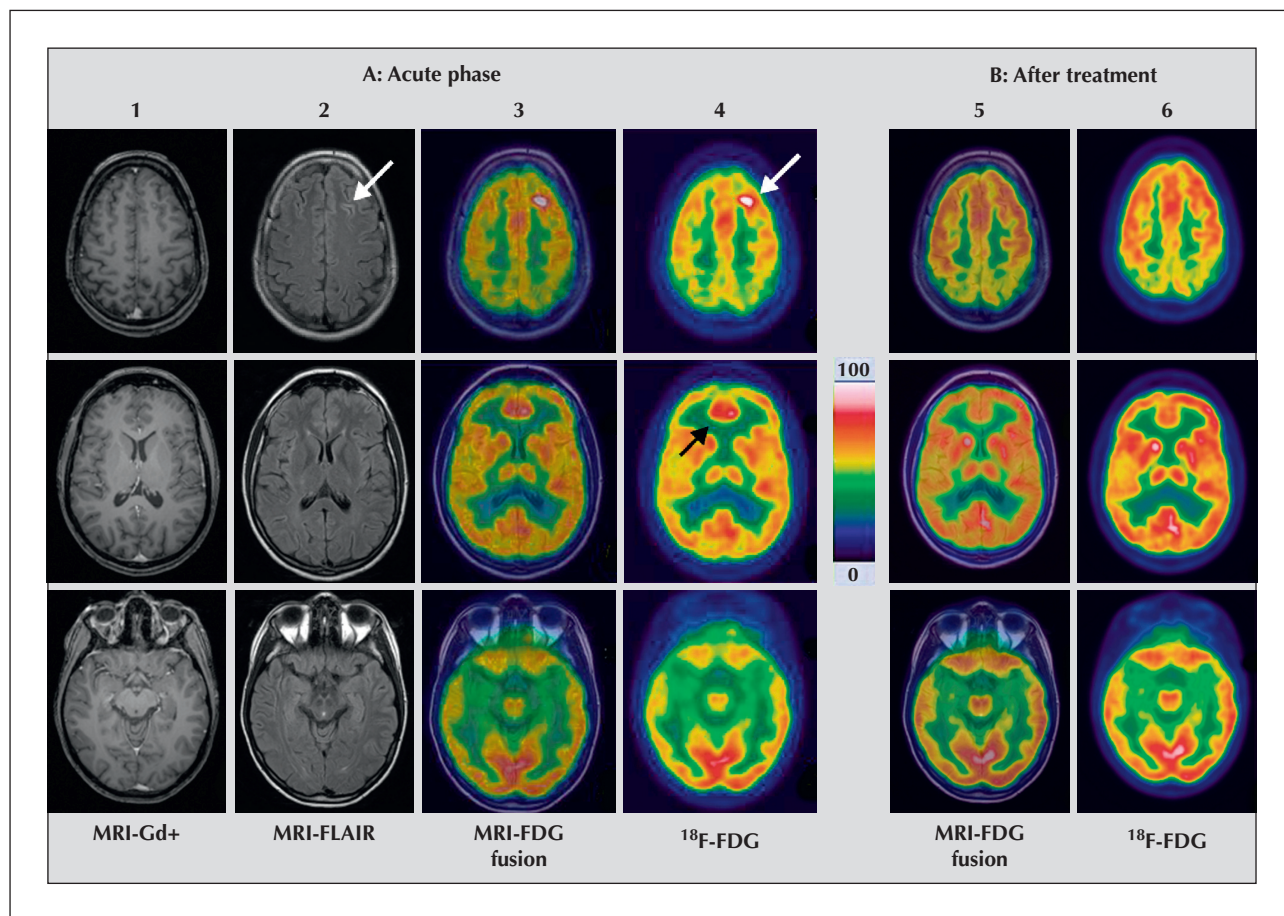 A: Acute phase
B: After treatment
1 2 3 4 5 6
100
0
MRI-Gd+ MRI-FLAIR MRI-FDG fusion ¹⁸F-FDG MRI-FDG fusion ¹⁸F-FDG